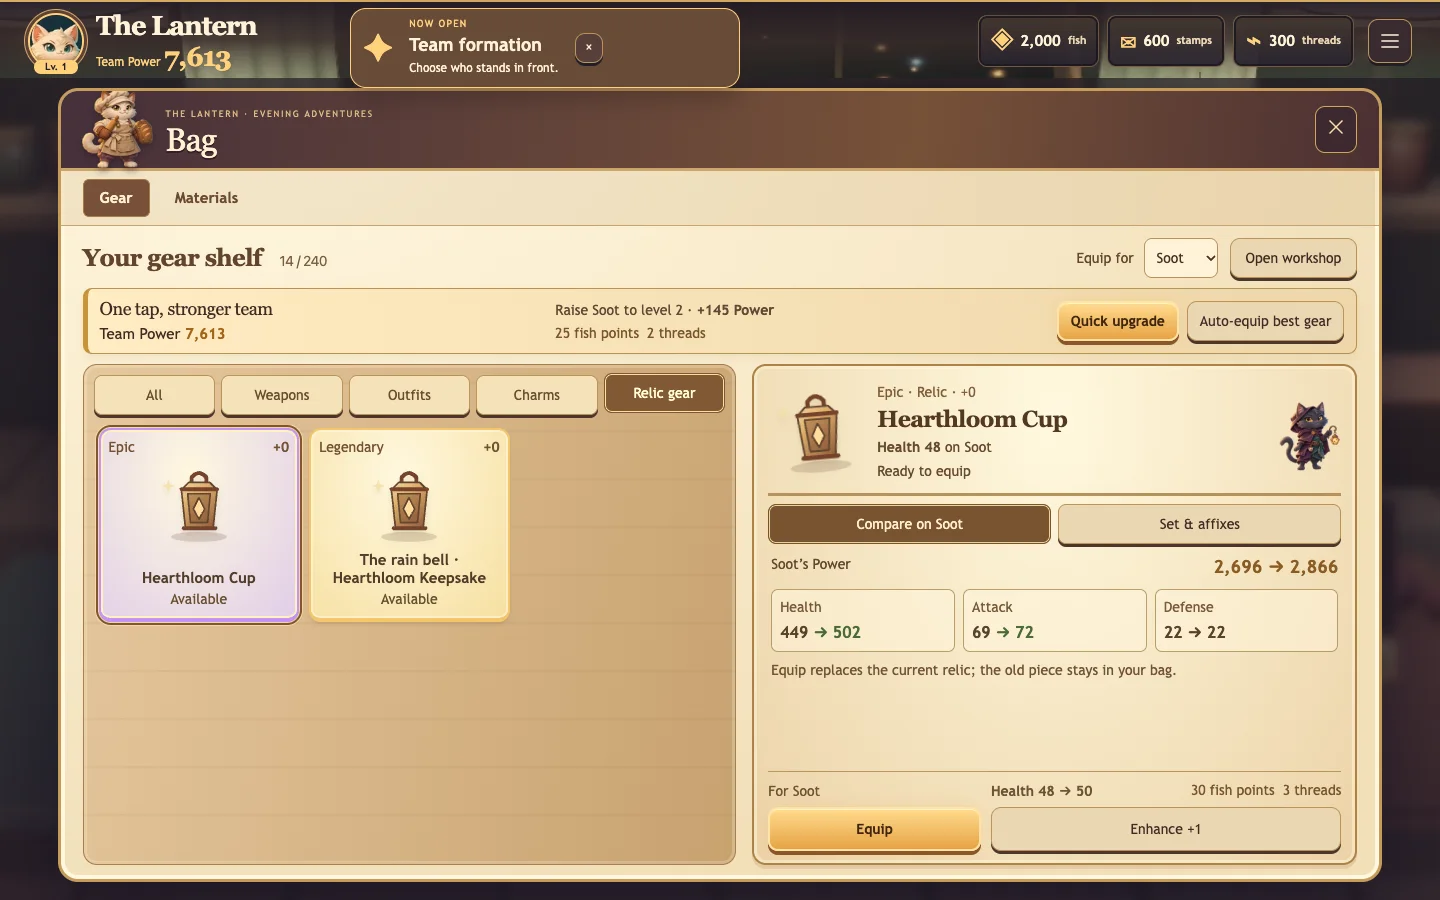 The Lantern
Team Power 7,613
Lv. 1
NOW OPEN
Team formation
Choose who stands in front.
×
2,000 fish
600 stamps
300 threads
THE LANTERN · EVENING ADVENTURES
Bag
Gear
Materials
Your gear shelf 14 / 240
Equip for Soot
Open workshop
One tap, stronger team
Team Power 7,613
Raise Soot to level 2 · +145 Power
25 fish points 2 threads
Quick upgrade
Auto-equip best gear
All
Weapons
Outfits
Charms
Relic gear
Epic +0
Hearthloom Cup
Available
Legendary +0
The rain bell ·
Hearthloom Keepsake
Available
Epic · Relic · +0
Hearthloom Cup
Health 48 on Soot
Ready to equip
Compare on Soot
Set & affixes
Soot's Power 2,696 → 2,866
Health
449 → 502
Attack
69 → 72
Defense
22 → 22
Equip replaces the current relic; the old piece stays in your bag.
For Soot
Health 48 → 50
30 fish points 3 threads
Equip
Enhance +1